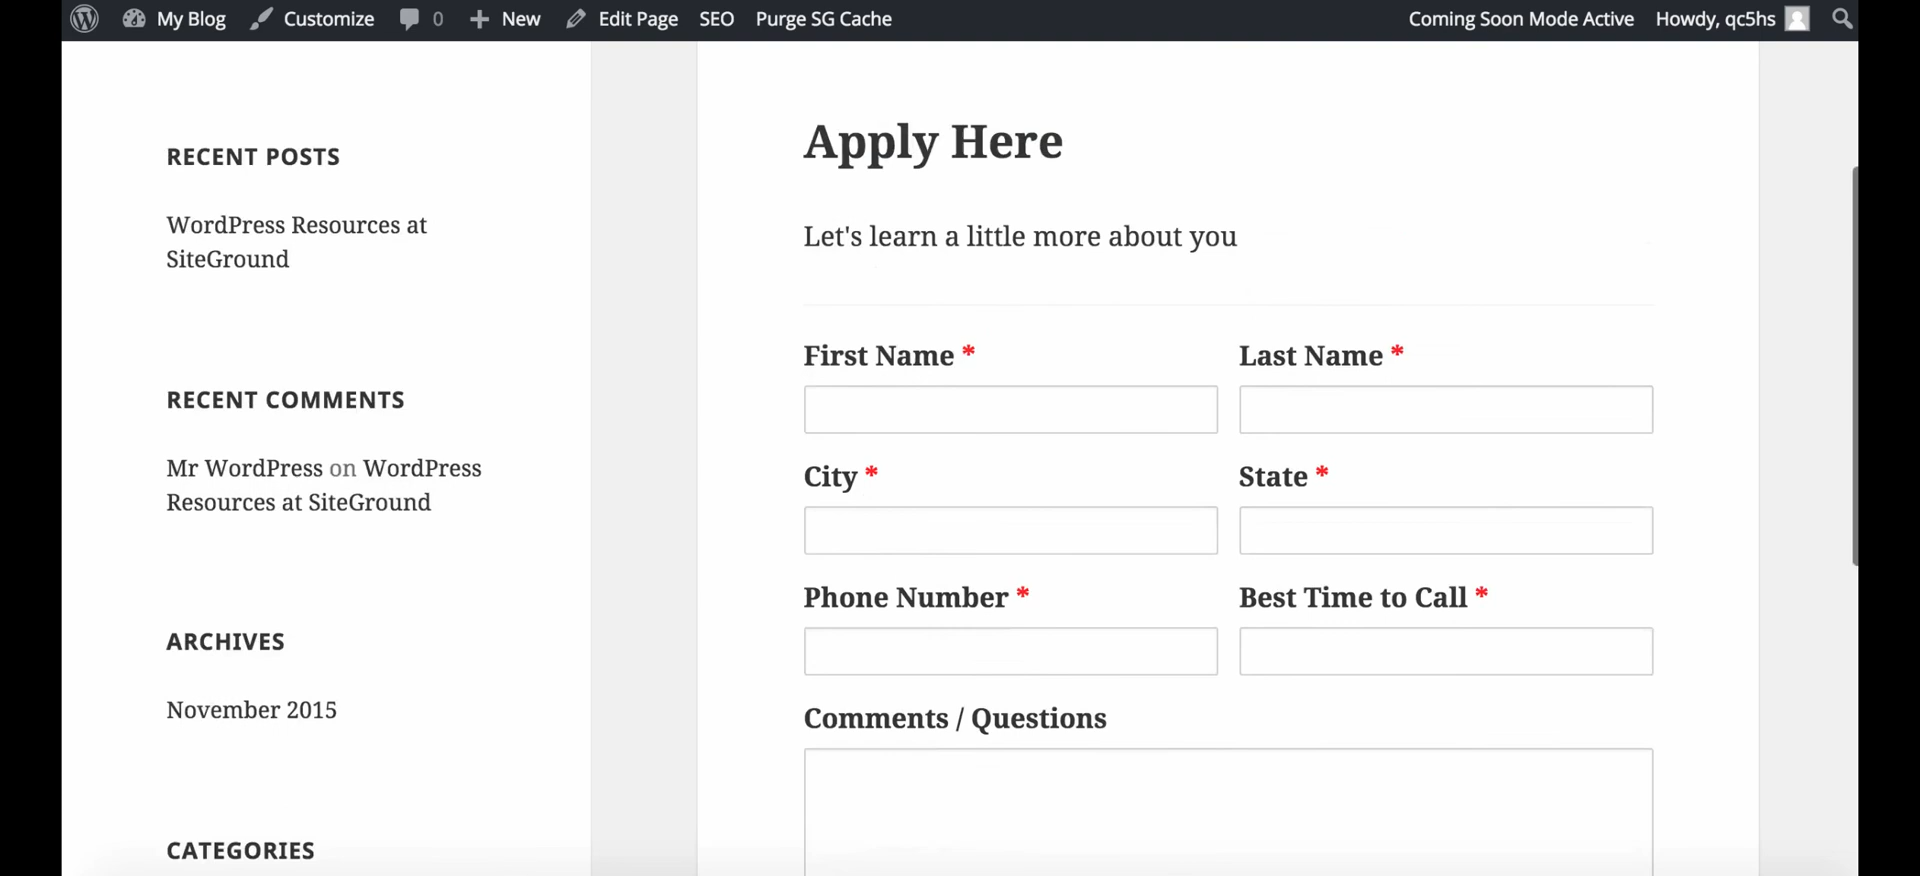 My Blog Customize 0 New Edit Page SEO Purge SG Cache Coming Soon Mode Active Howdy, qc5hs
RECENT POSTS
WordPress Resources at
SiteGround
RECENT COMMENTS
Mr WordPress on WordPress
Resources at SiteGround
ARCHIVES
November 2015
CATEGORIES
Apply Here
Let's learn a little more about you
First Name * Last Name *
City * State *
Phone Number * Best Time to Call *
Comments / Questions